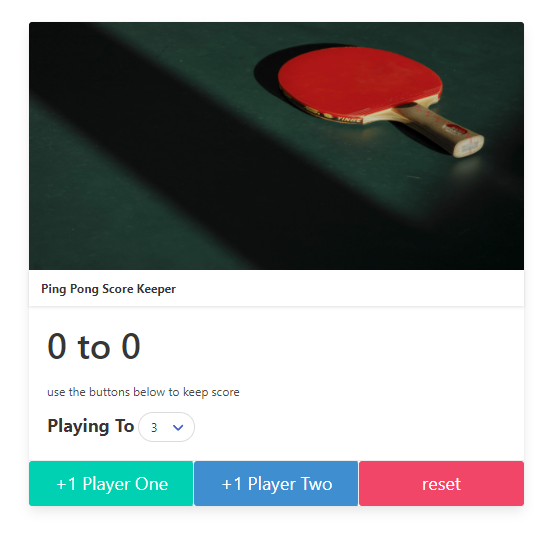 Ping Pong Score Keeper
0 to 0
use the buttons below to keep score
Playing To 3
+1 Player One +1 Player Two reset